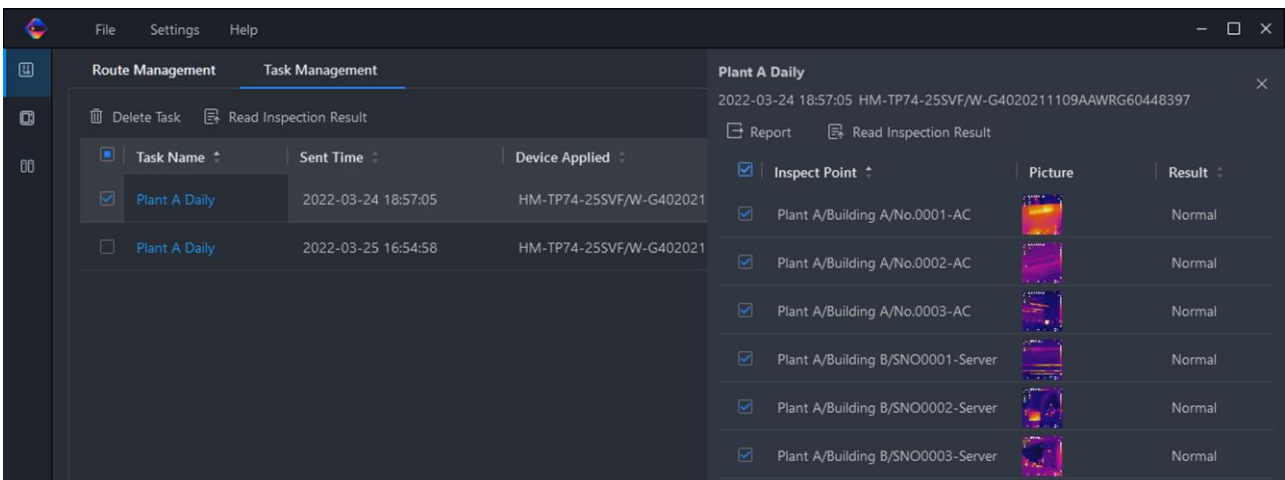 File Settings Help
Route Management Task Management
Delete Task Read Inspection Result
Task Name Sent Time Device Applied
Plant A Daily 2022-03-24 18:57:05 HM-TP74-25SVF/W-G402021
Plant A Daily 2022-03-25 16:54:58 HM-TP74-25SVF/W-G402021
Plant A Daily
2022-03-24 18:57:05 HM-TP74-25SVF/W-G4020211109AAWRG60448397
Report Read Inspection Result
Inspect Point Picture Result
Plant A/Building A/No.0001-AC Normal
Plant A/Building A/No.0002-AC Normal
Plant A/Building A/No.0003-AC Normal
Plant A/Building B/SNO0001-Server Normal
Plant A/Building B/SNO0002-Server Normal
Plant A/Building B/SNO0003-Server Normal